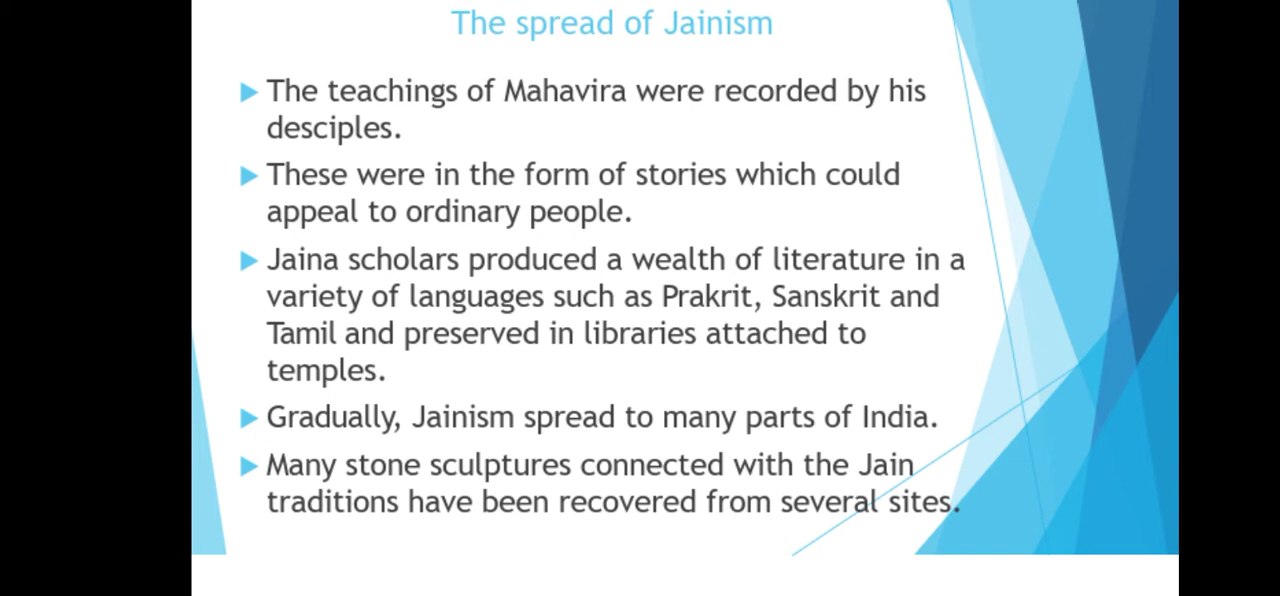 The spread of Jainism
The teachings of Mahavira were recorded by his
desciples.
These were in the form of stories which could
appeal to ordinary people.
Jaina scholars produced a wealth of literature in a
variety of languages such as Prakrit, Sanskrit and
Tamil and preserved in libraries attached to
temples.
Gradually, Jainism spread to many parts of India.
Many stone sculptures connected with the Jain
traditions have been recovered from several sites.